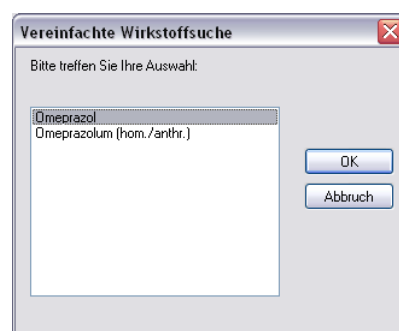 Vereinfachte Wirkstoffsuche
Bitte treffen Sie Ihre Auswahl:
Omeprazol
Omeprazolum (hom./anthr.)
OK
Abbruch